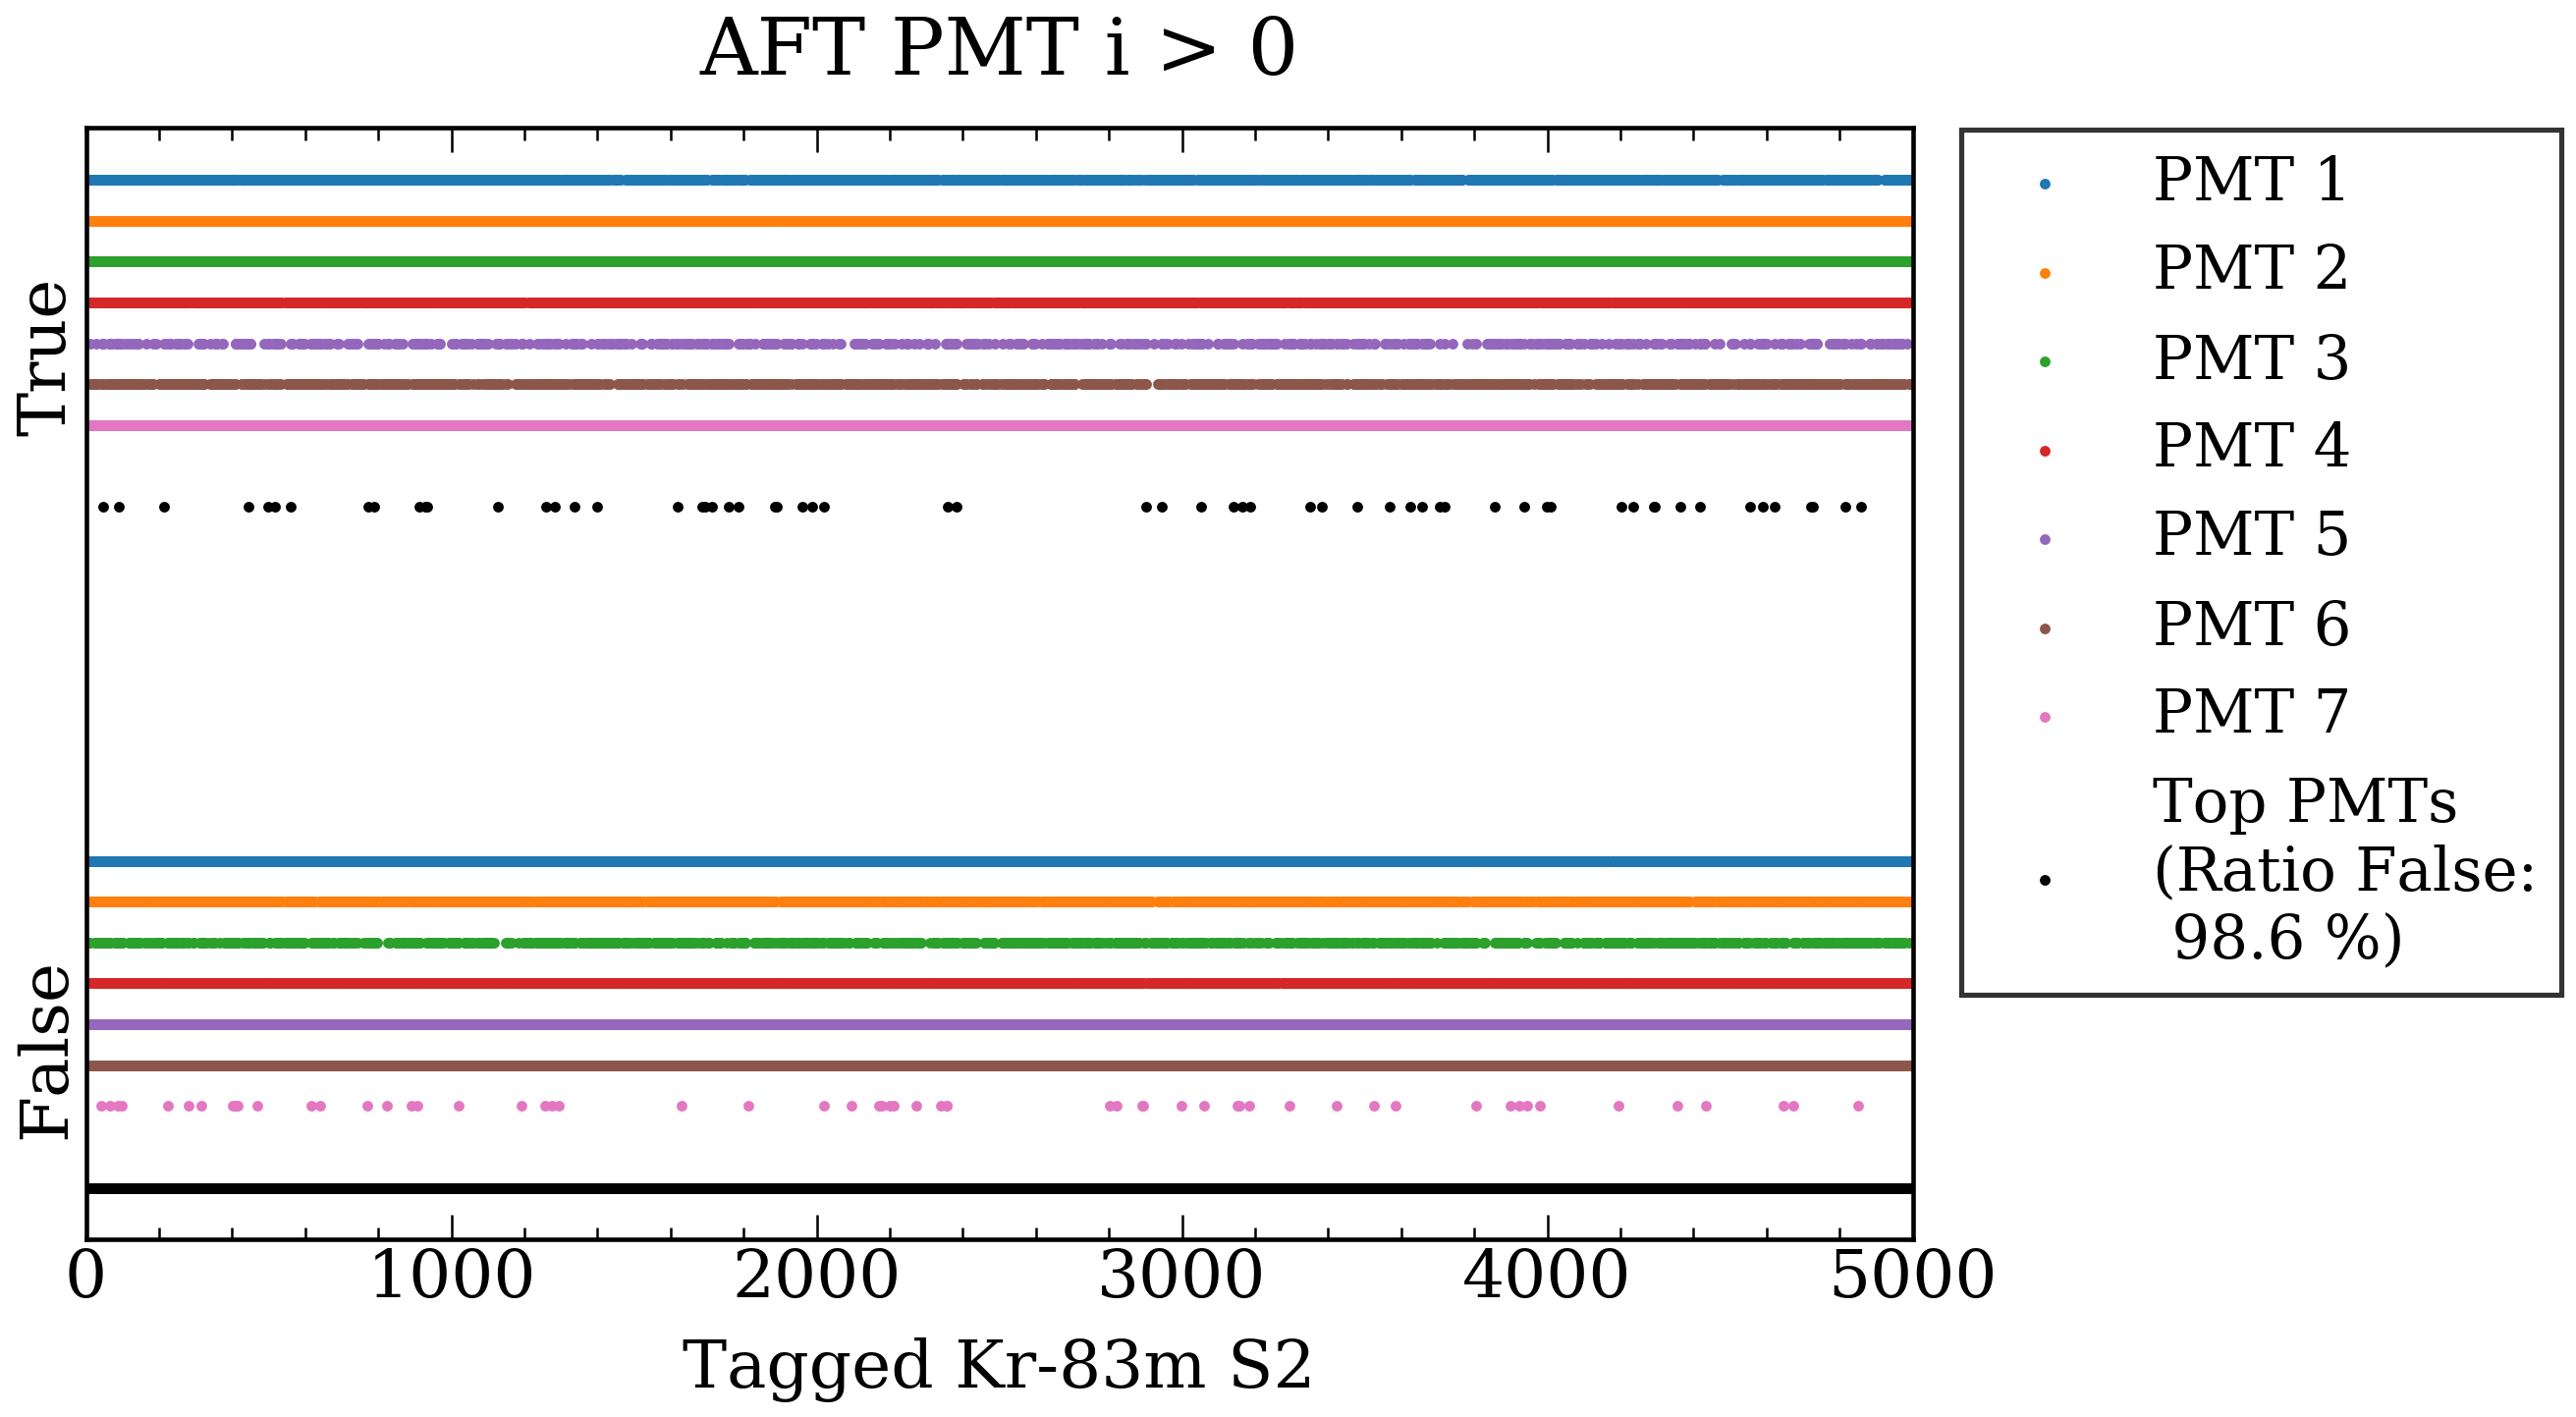 AFT PMT i > 0
True
False
0 1000 2000 3000 4000 5000
Tagged Kr-83m S2
PMT 1
PMT 2
PMT 3
PMT 4
PMT 5
PMT 6
PMT 7
Top PMTs
(Ratio False:
98.6 %)